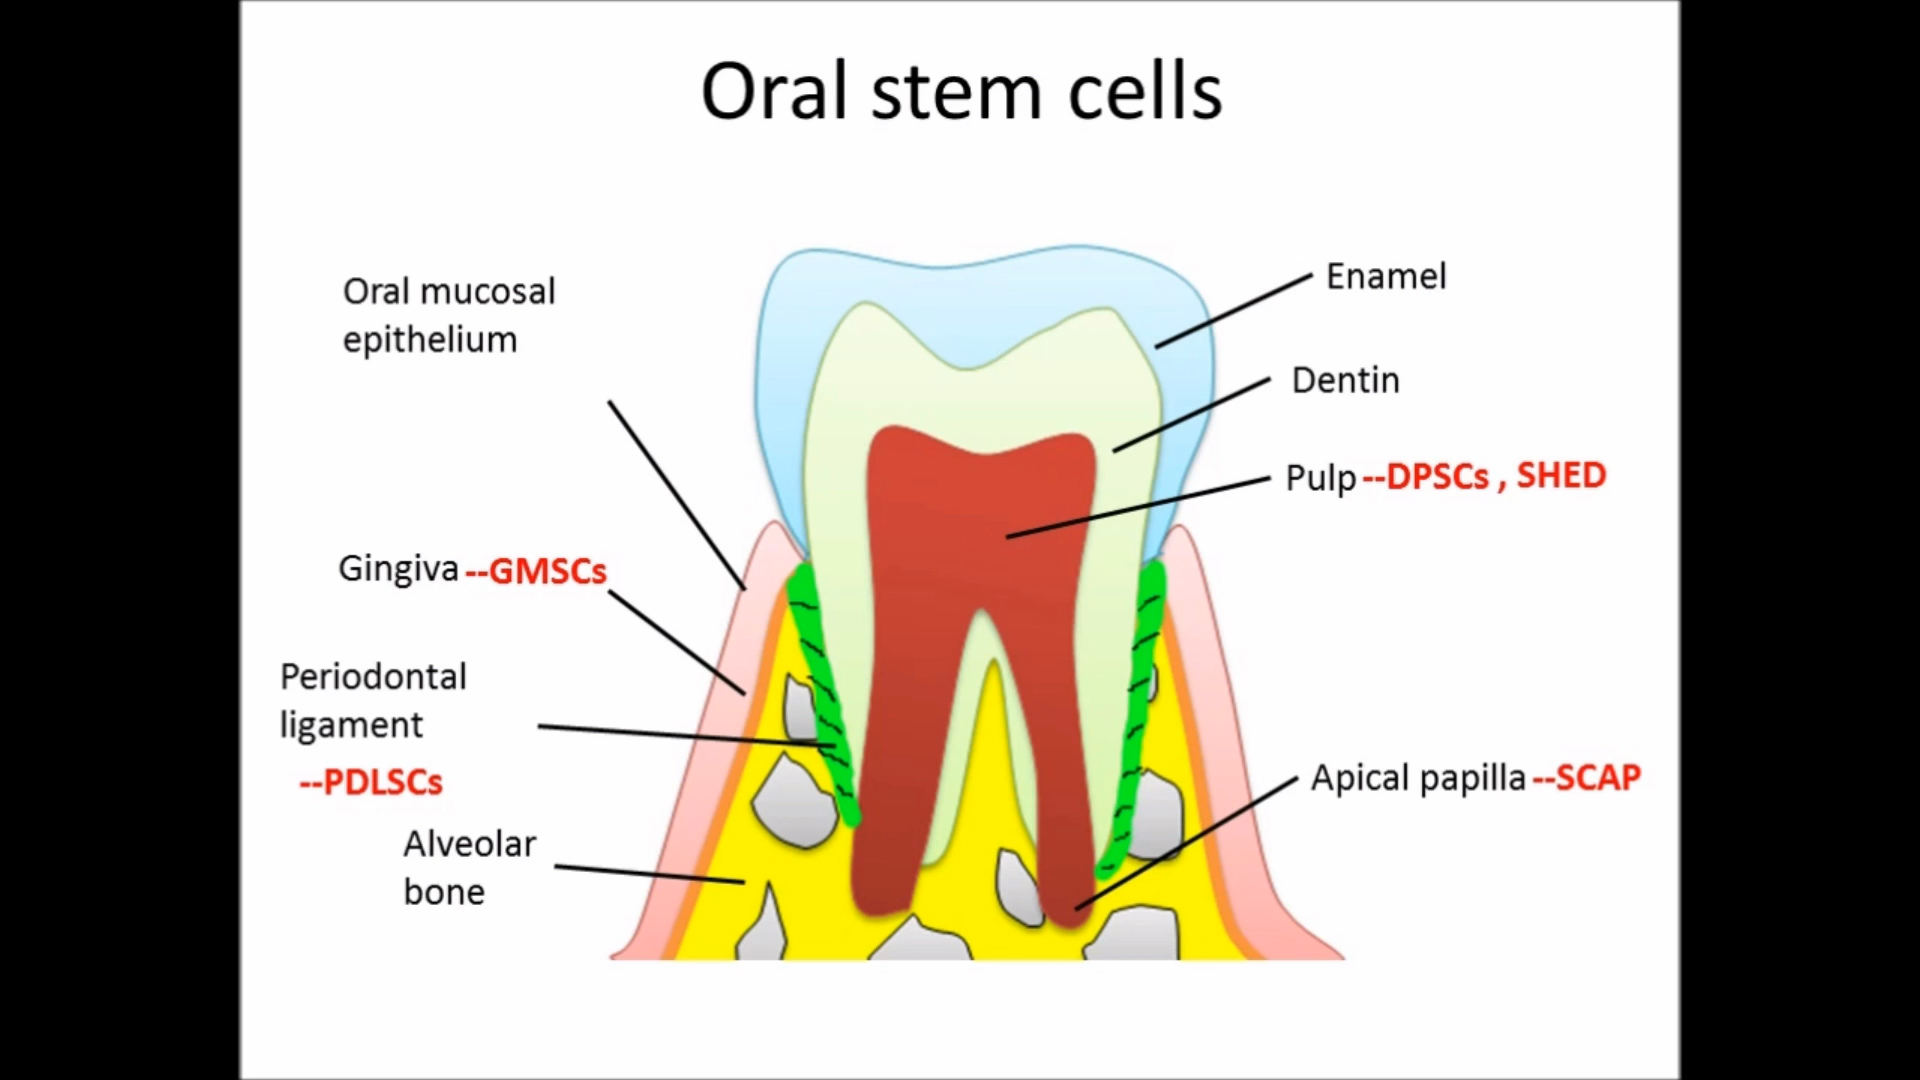 Oral stem cells
Oral mucosal
epithelium
Gingiva --GMSCs
Periodontal
ligament
--PDLSCs
Alveolar
bone
Enamel
Dentin
Pulp --DPSCs , SHED
Apical papilla --SCAP